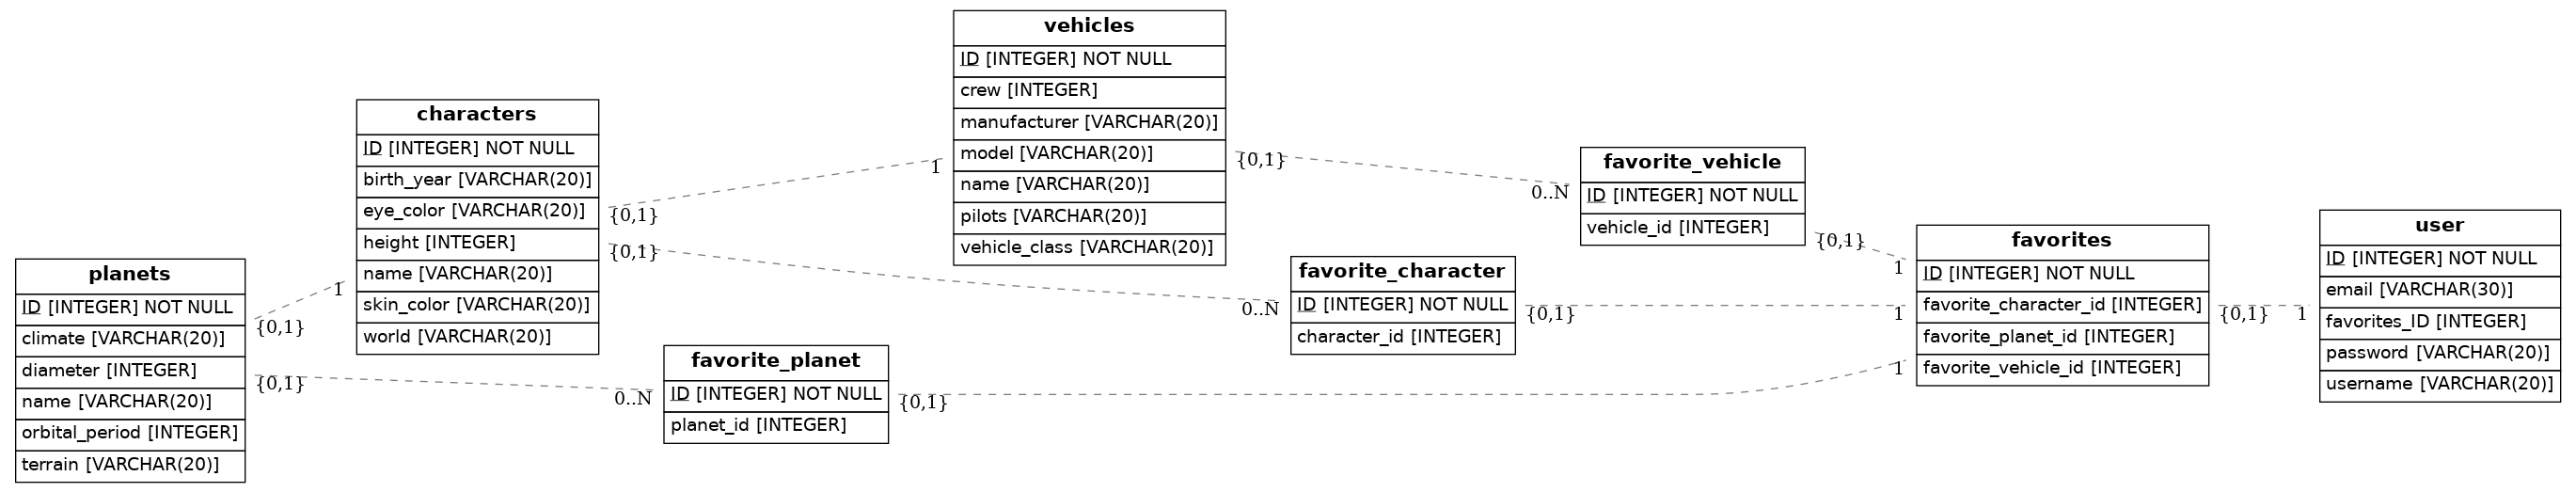 vehicles
ID [INTEGER] NOT NULL
crew [INTEGER]
manufacturer [VARCHAR(20)]
model [VARCHAR(20)]
name [VARCHAR(20)]
pilots [VARCHAR(20)]
vehicle_class [VARCHAR(20)]
characters
ID [INTEGER] NOT NULL
birth_year [VARCHAR(20)]
eye_color [VARCHAR(20)]
height [INTEGER]
name [VARCHAR(20)]
skin_color [VARCHAR(20)]
world [VARCHAR(20)]
planets
ID [INTEGER] NOT NULL
climate [VARCHAR(20)]
diameter [INTEGER]
name [VARCHAR(20)]
orbital_period [INTEGER]
terrain [VARCHAR(20)]
favorite_planet
ID [INTEGER] NOT NULL
planet_id [INTEGER]
favorite_character
ID [INTEGER] NOT NULL
character_id [INTEGER]
favorite_vehicle
ID [INTEGER] NOT NULL
vehicle_id [INTEGER]
favorites
ID [INTEGER] NOT NULL
favorite_character_id [INTEGER]
favorite_planet_id [INTEGER]
favorite_vehicle_id [INTEGER]
user
ID [INTEGER] NOT NULL
email [VARCHAR(30)]
favorites_ID [INTEGER]
password [VARCHAR(20)]
username [VARCHAR(20)]
{0,1}
1
{0,1}
1
{0,1}
0..N
{0,1}
0..N
{0,1}
0..N
{0,1}
1
{0,1}
1
{0,1}
1
{0,1}
1